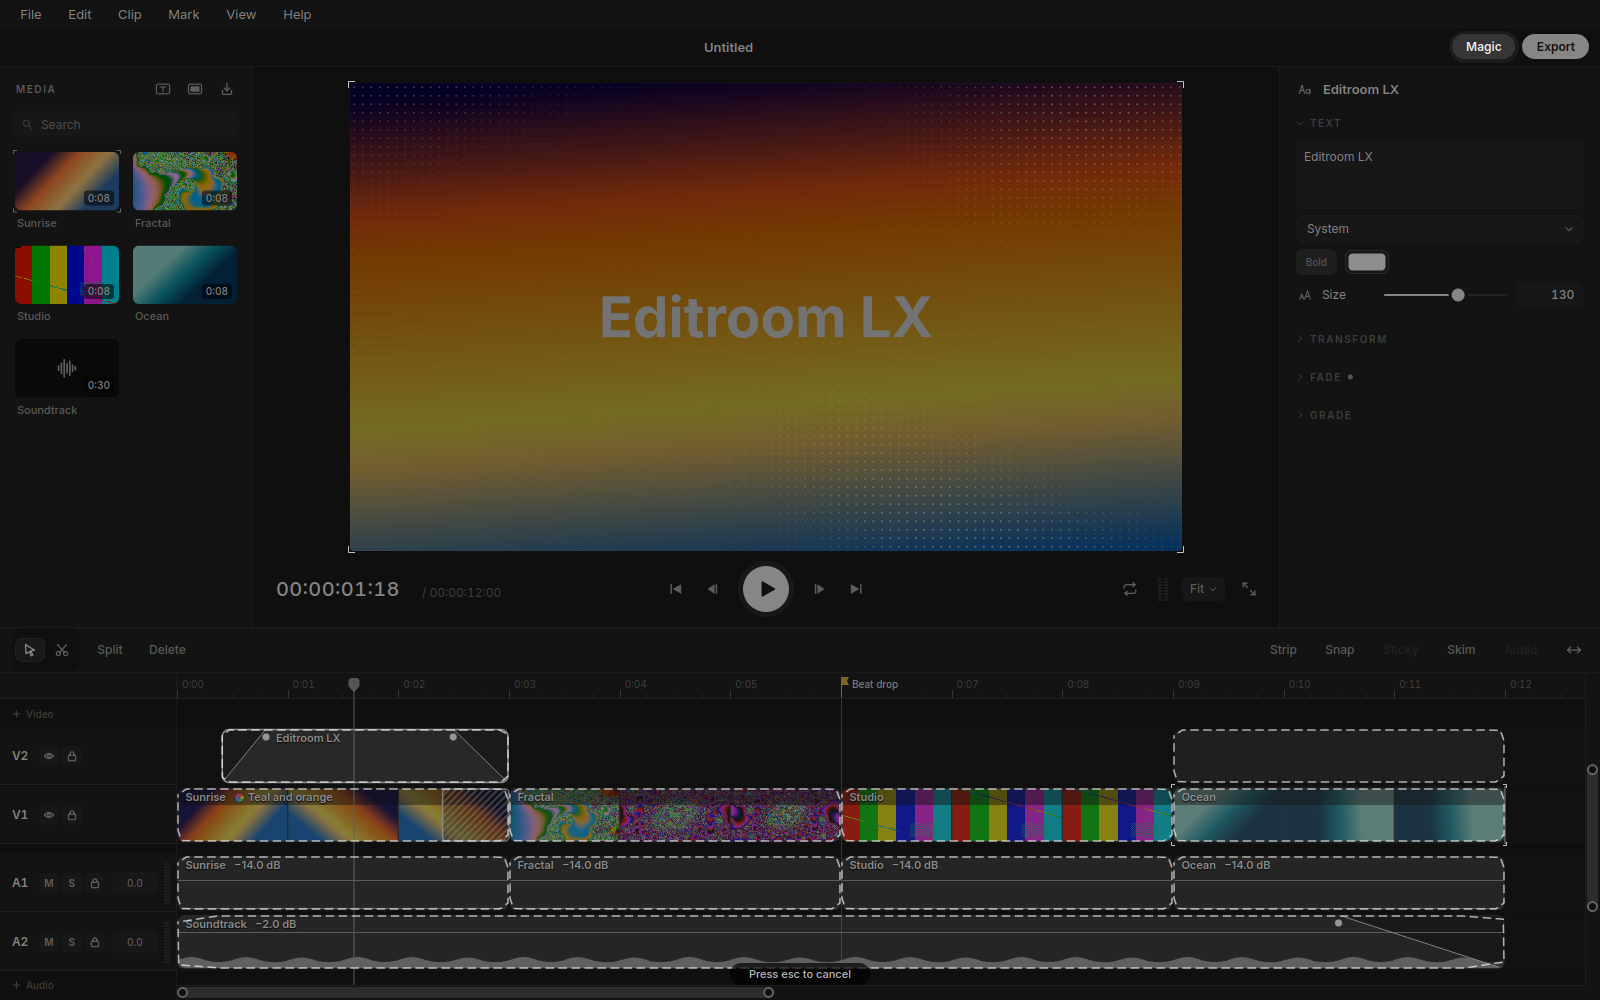 File Edit Clip Mark View Help
Untitled
Magic Export
MEDIA
Search
0:08
0:08
Sunrise
Fractal
0:08
0:08
Studio
Ocean
0:30
Soundtrack
Editroom LX
00:00:01:18 / 00:00:12:00
Fit
Editroom LX
TEXT
Editroom LX
System
Bold
Size 130
TRANSFORM
FADE
GRADE
Split Delete
Strip Snap Sticky Skim Audio
0:00 0:01 0:02 0:03 0:04 0:05 Beat drop 0:07 0:08 0:09 0:10 0:11 0:12
+ Video
V2 Editroom LX
V1 Sunrise Teal and orange Fractal Studio Ocean
A1 M S 0.0 Sunrise −14.0 dB Fractal −14.0 dB Studio −14.0 dB Ocean −14.0 dB
A2 M S 0.0 Soundtrack −2.0 dB
Press esc to cancel
+ Audio